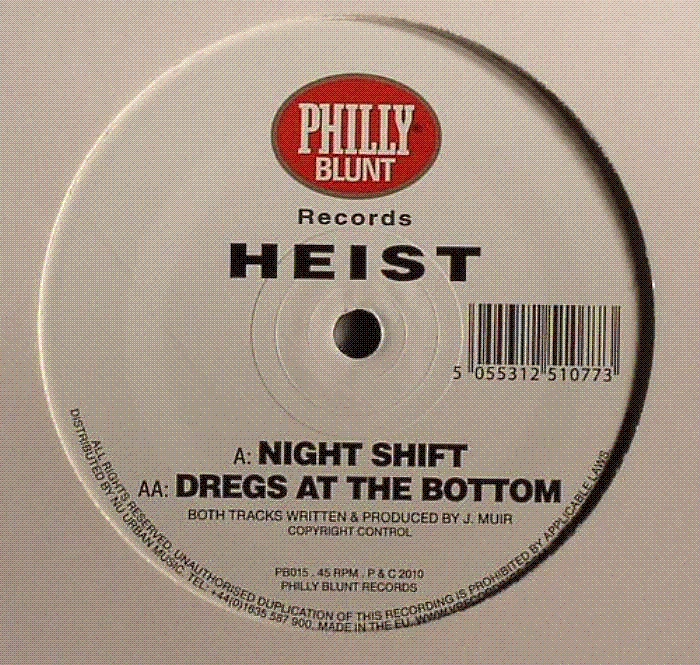 PHILLY®
BLUNT
Records
HEIST
5 055312 510773
A: NIGHT SHIFT
AA: DREGS AT THE BOTTOM
BOTH TRACKS WRITTEN & PRODUCED BY J. MUIR
COPYRIGHT CONTROL
PB015 . 45 RPM . P & C 2010
PHILLY BLUNT RECORDS
ALL RIGHTS RESERVED. UNAUTHORISED DUPLICATION OF THIS RECORDING IS PROHIBITED BY APPLICABLE LAWS
DISTRIBUTED BY NU URBAN MUSIC. TEL: +44(0)1635 587 900. MADE IN THE EU.